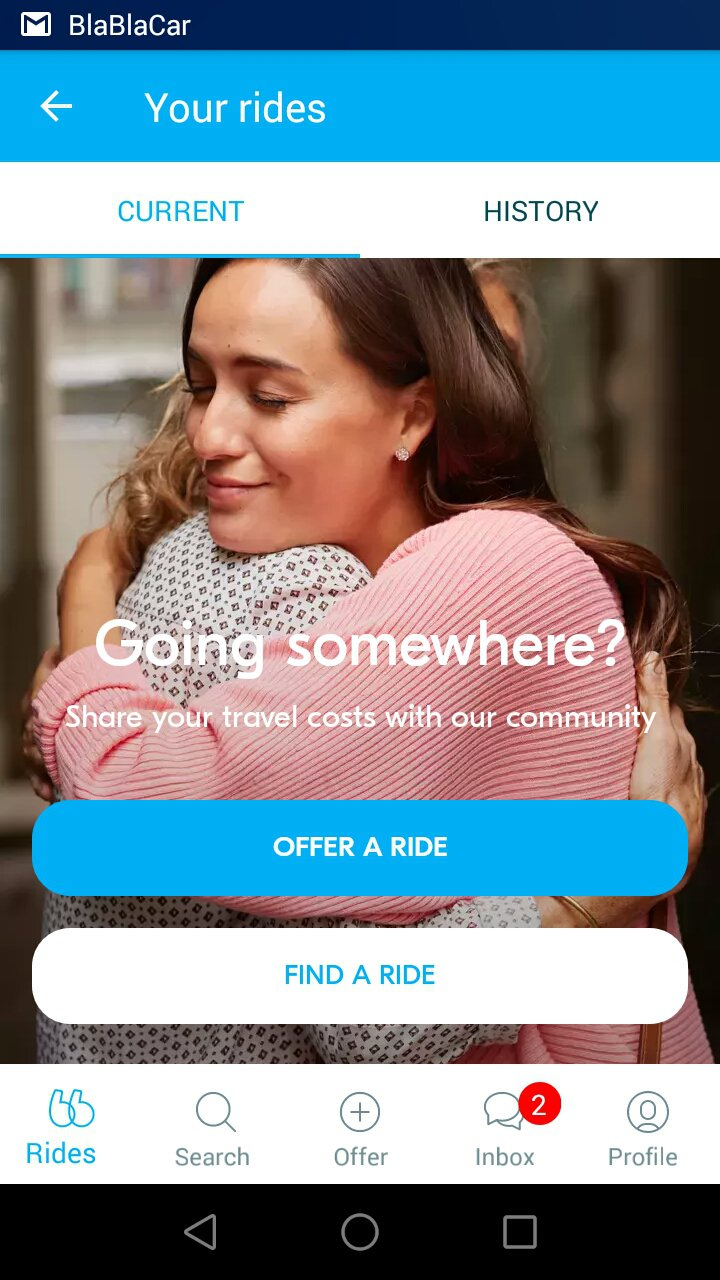 BlaBlaCar
Your rides
CURRENT
HISTORY
Going somewhere?
Share your travel costs with our community
OFFER A RIDE
FIND A RIDE
2
Rides
Search
Offer
Inbox
Profile